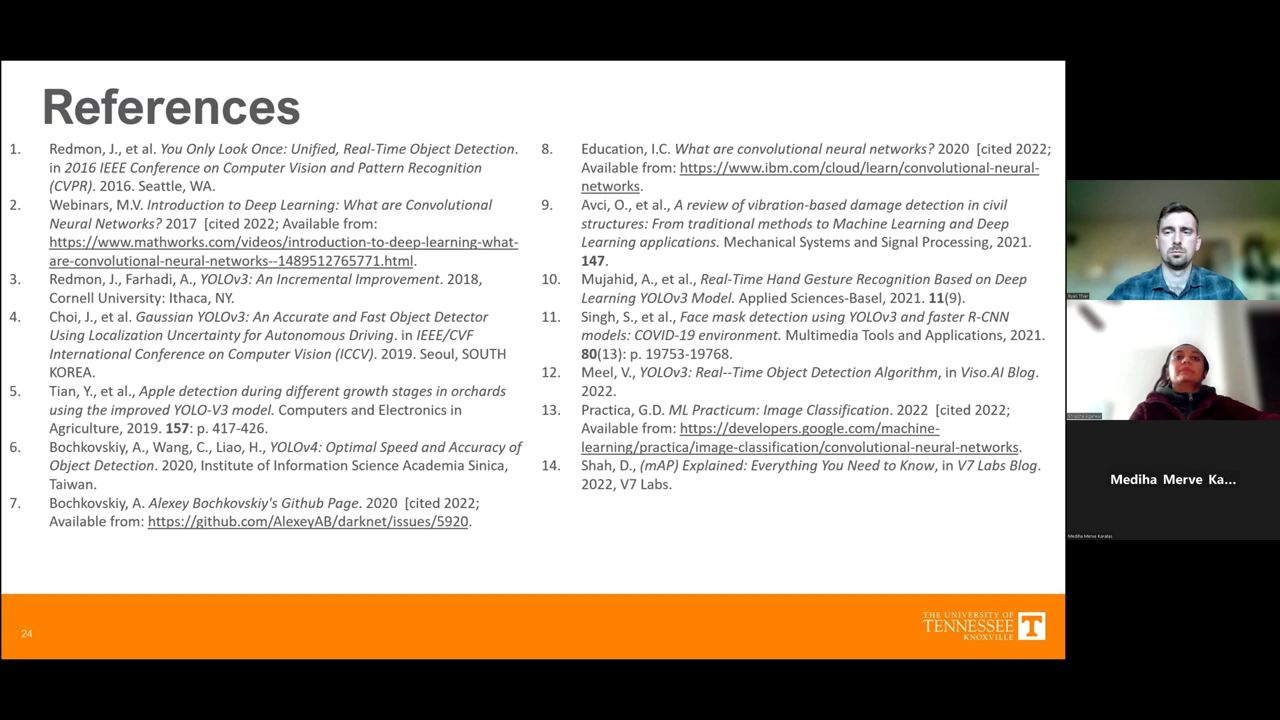 References
1. Redmon, J., et al. You Only Look Once: Unified, Real-Time Object Detection.
in 2016 IEEE Conference on Computer Vision and Pattern Recognition
(CVPR). 2016. Seattle, WA.
2. Webinars, M.V. Introduction to Deep Learning: What are Convolutional
Neural Networks? 2017 [cited 2022; Available from:
https://www.mathworks.com/videos/introduction-to-deep-learning-what-
are-convolutional-neural-networks--1489512765771.html.
3. Redmon, J., Farhadi, A., YOLOv3: An Incremental Improvement. 2018,
Cornell University: Ithaca, NY.
4. Choi, J., et al. Gaussian YOLOv3: An Accurate and Fast Object Detector
Using Localization Uncertainty for Autonomous Driving. in IEEE/CVF
International Conference on Computer Vision (ICCV). 2019. Seoul, SOUTH
KOREA.
5. Tian, Y., et al., Apple detection during different growth stages in orchards
using the improved YOLO-V3 model. Computers and Electronics in
Agriculture, 2019. 157: p. 417-426.
6. Bochkovskiy, A., Wang, C., Liao, H., YOLOv4: Optimal Speed and Accuracy of
Object Detection. 2020, Institute of Information Science Academia Sinica,
Taiwan.
7. Bochkovskiy, A. Alexey Bochkovskiy's Github Page. 2020 [cited 2022;
Available from: https://github.com/AlexeyAB/darknet/issues/5920.
8. Education, I.C. What are convolutional neural networks? 2020 [cited 2022;
Available from: https://www.ibm.com/cloud/learn/convolutional-neural-
networks.
9. Avci, O., et al., A review of vibration-based damage detection in civil
structures: From traditional methods to Machine Learning and Deep
Learning applications. Mechanical Systems and Signal Processing, 2021.
147.
10. Mujahid, A., et al., Real-Time Hand Gesture Recognition Based on Deep
Learning YOLOv3 Model. Applied Sciences-Basel, 2021. 11(9).
11. Singh, S., et al., Face mask detection using YOLOv3 and faster R-CNN
models: COVID-19 environment. Multimedia Tools and Applications, 2021.
80(13): p. 19753-19768.
12. Meel, V., YOLOv3: Real--Time Object Detection Algorithm, in Viso.AI Blog.
2022.
13. Practica, G.D. ML Practicum: Image Classification. 2022 [cited 2022;
Available from: https://developers.google.com/machine-
learning/practica/image-classification/convolutional-neural-networks.
14. Shah, D., (mAP) Explained: Everything You Need to Know, in V7 Labs Blog.
2022, V7 Labs.
24
THE UNIVERSITY OF
TENNESSEE
KNOXVILLE
T
Mediha Merve Ka...
Mediha Merve Karatas